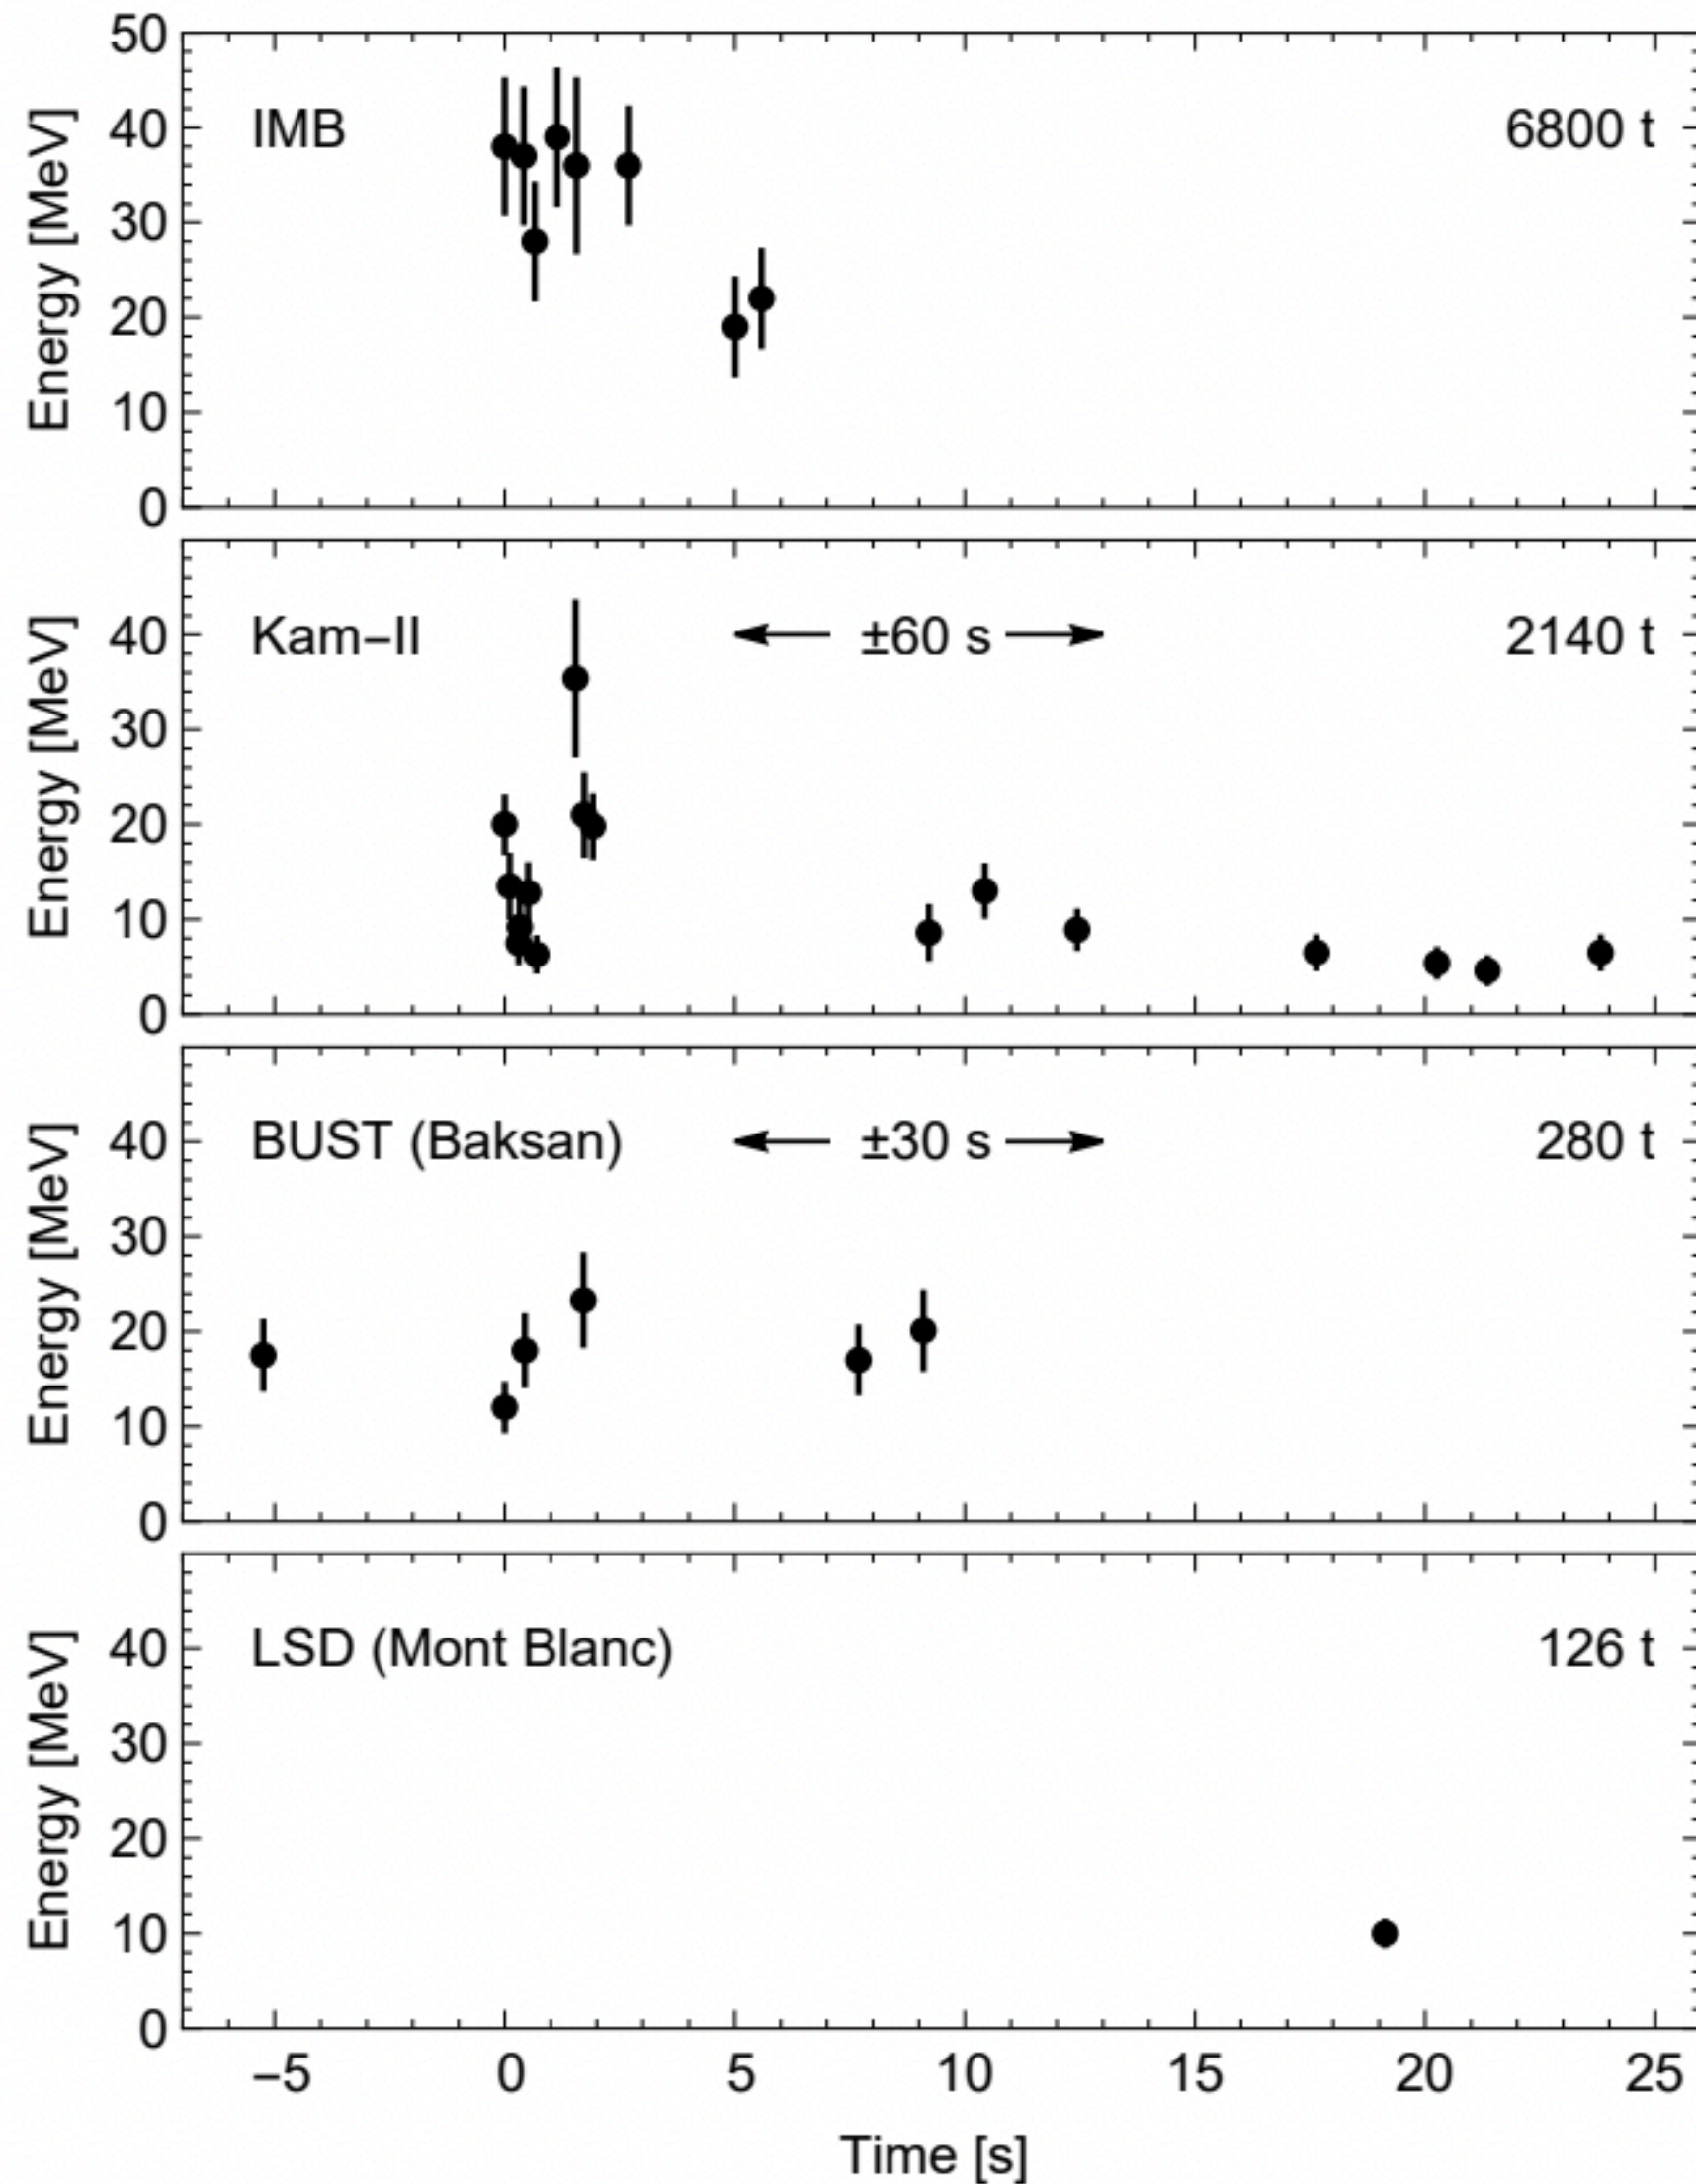 50
40
30
20
10
0
Energy [MeV]
IMB
6800 t
40
30
20
10
0
Energy [MeV]
Kam−II
±60 s
2140 t
40
30
20
10
0
Energy [MeV]
BUST (Baksan)
±30 s
280 t
40
30
20
10
0
Energy [MeV]
LSD (Mont Blanc)
126 t
−5 0 5 10 15 20 25
Time [s]